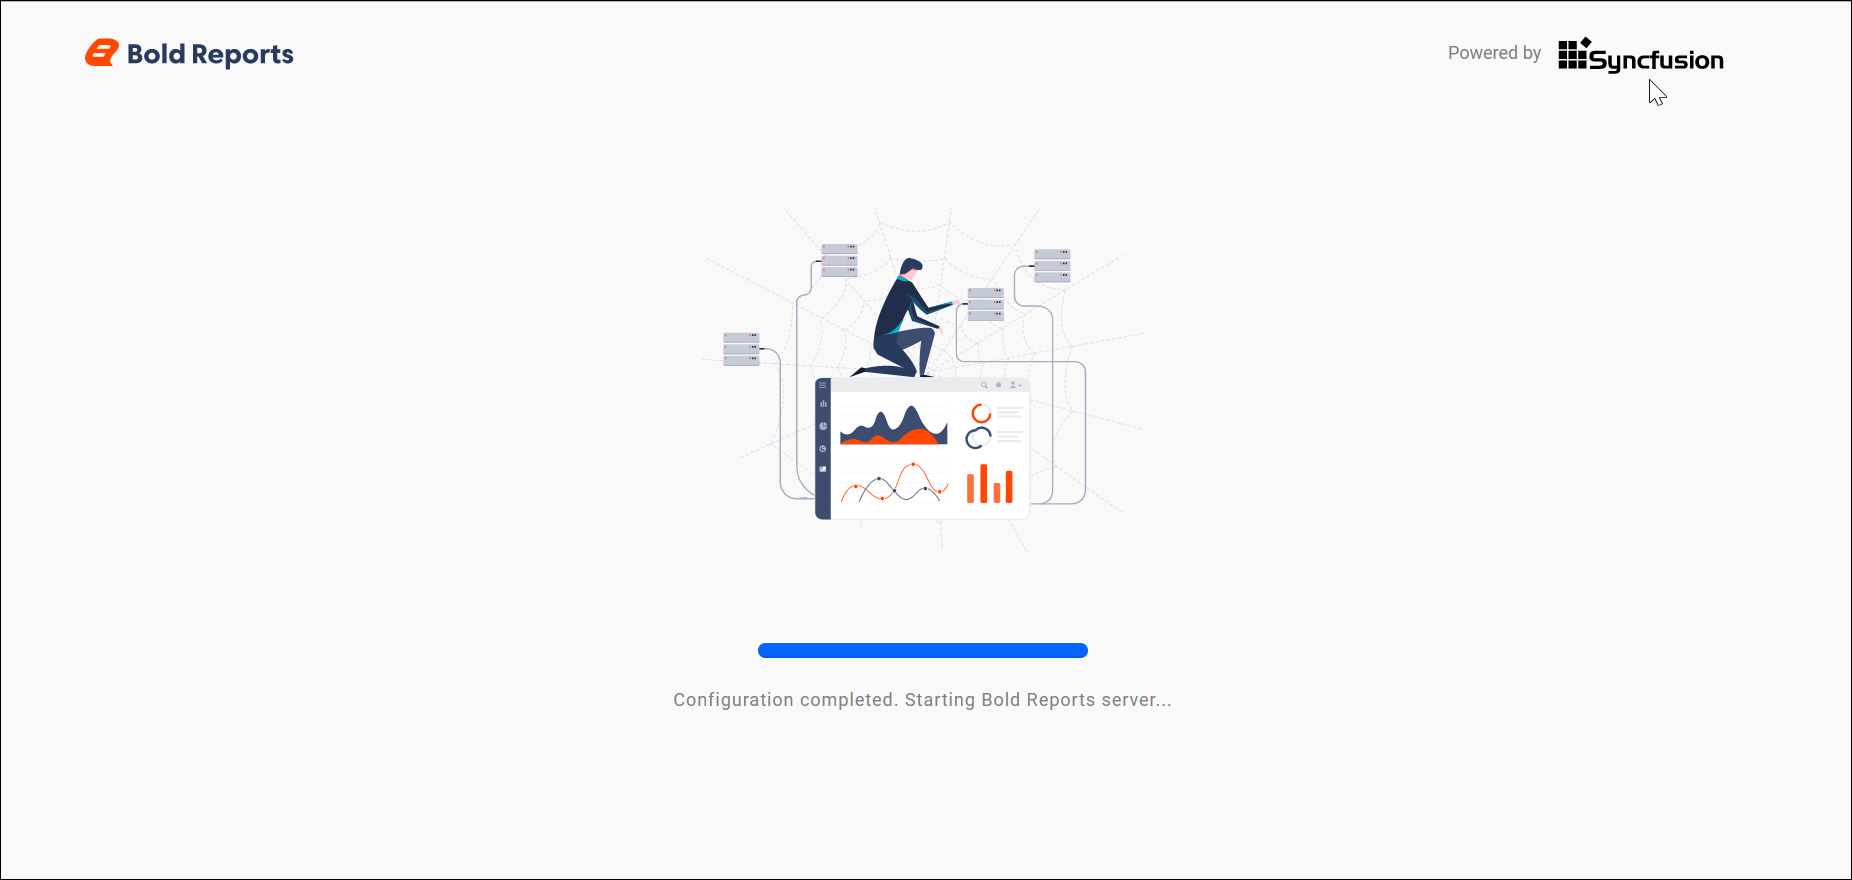 Bold Reports
Powered by Syncfusion
Configuration completed. Starting Bold Reports server...